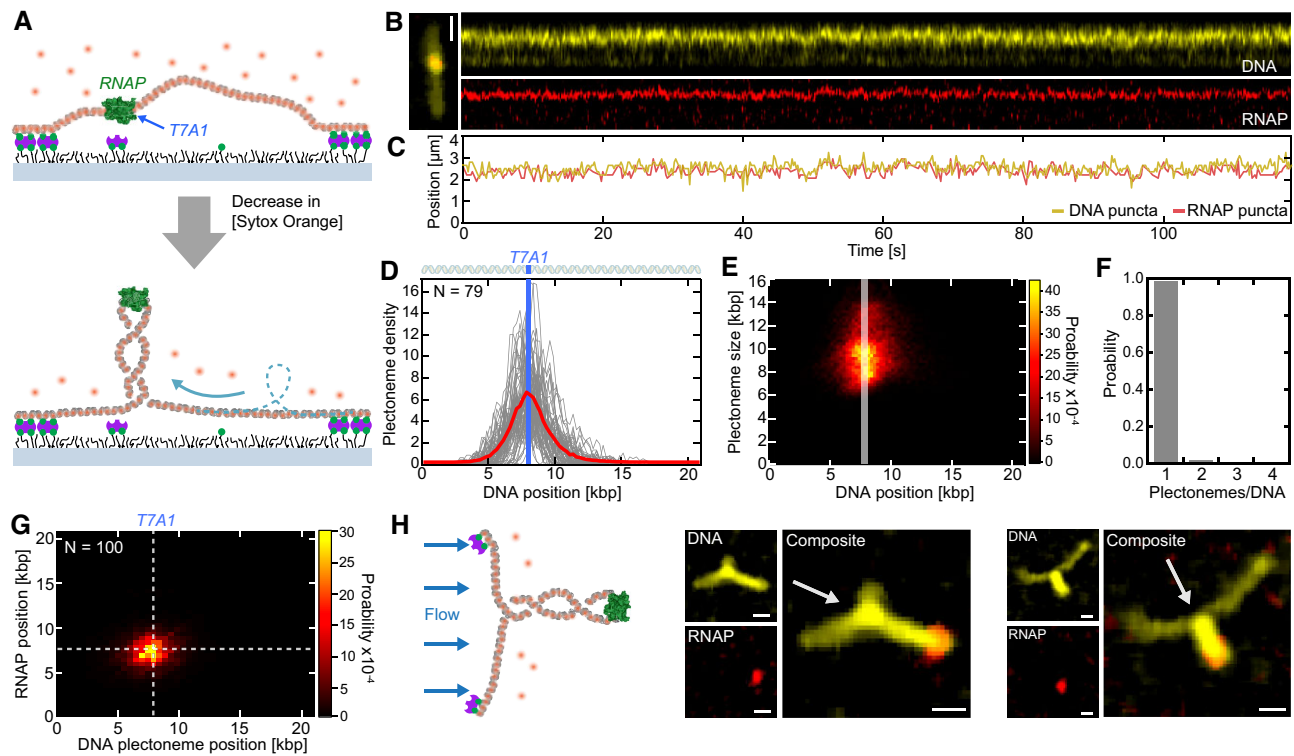 A
RNAP
T7A1
Decrease in
[Sytox Orange]
B
DNA
RNAP
C
Position [µm]
4
3
2
1
0
DNA puncta
RNAP puncta
0
20
40
60
80
100
Time [s]
D
T7A1
N = 79
Plectoneme density
16
14
12
10
8
6
4
2
0
0
5
10
15
20
DNA position [kbp]
E
Plectoneme size [kbp]
16
14
12
10
8
6
4
2
0
0
5
10
15
20
DNA position [kbp]
40
35
30
25
20
15
10
5
0
Proability x10-4
F
Proability
1.0
0.8
0.6
0.4
0.2
0.0
1
2
3
4
Plectonemes/DNA
G
T7A1
N = 100
RNAP position [kbp]
20
15
10
5
0
0
5
10
15
20
DNA plectoneme position [kbp]
30
25
20
15
10
5
0
Proability x10-4
H
Flow
DNA
RNAP
Composite
DNA
RNAP
Composite